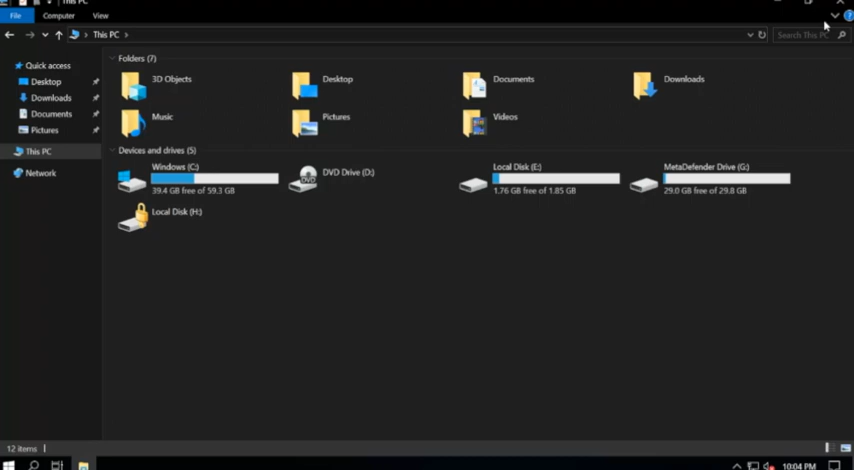 This PC
File Computer View
This PC
Search This PC
Quick access
Desktop
Downloads
Documents
Pictures
This PC
Network
Folders (7)
3D Objects
Desktop
Documents
Downloads
Music
Pictures
Videos
Devices and drives (5)
Windows (C:)
39.4 GB free of 59.3 GB
DVD Drive (D:)
DVD
Local Disk (E:)
1.76 GB free of 1.85 GB
MetaDefender Drive (G:)
29.0 GB free of 29.8 GB
Local Disk (H:)
12 items
10:04 PM